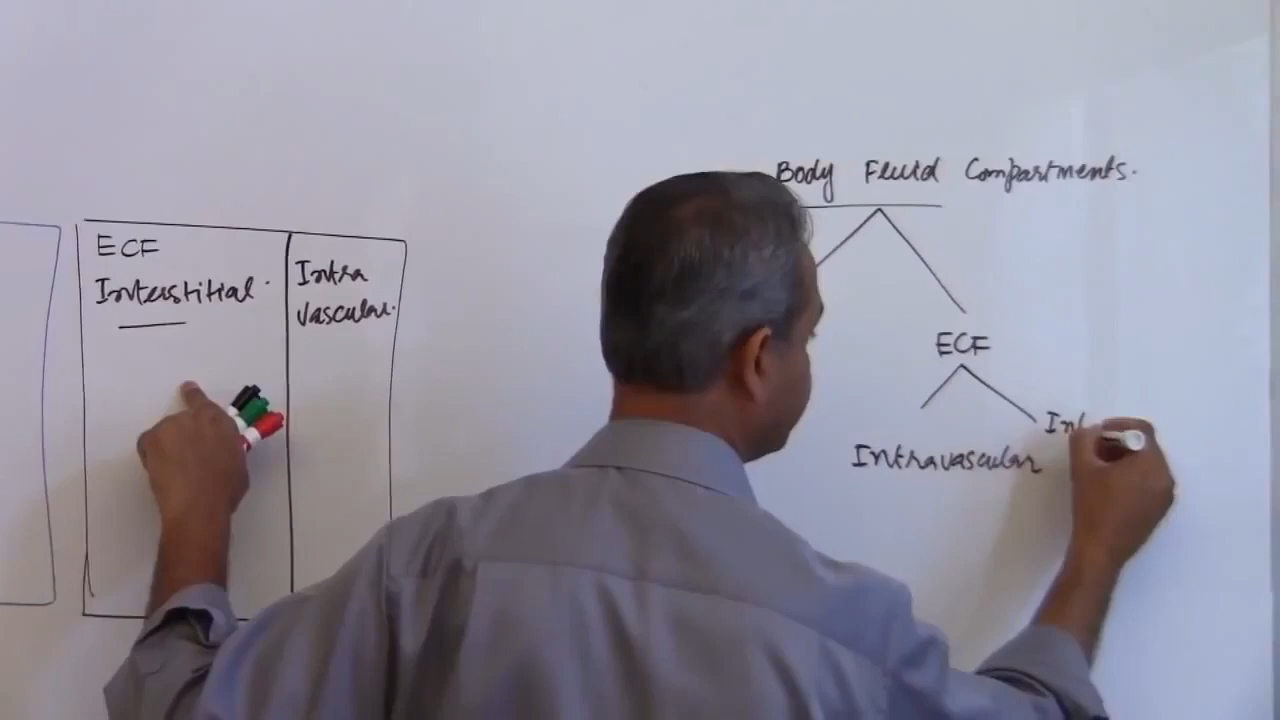 ECF
Interstitial.
Intra
vascular.
Body Fluid Compartments.
ECF
Intravascular